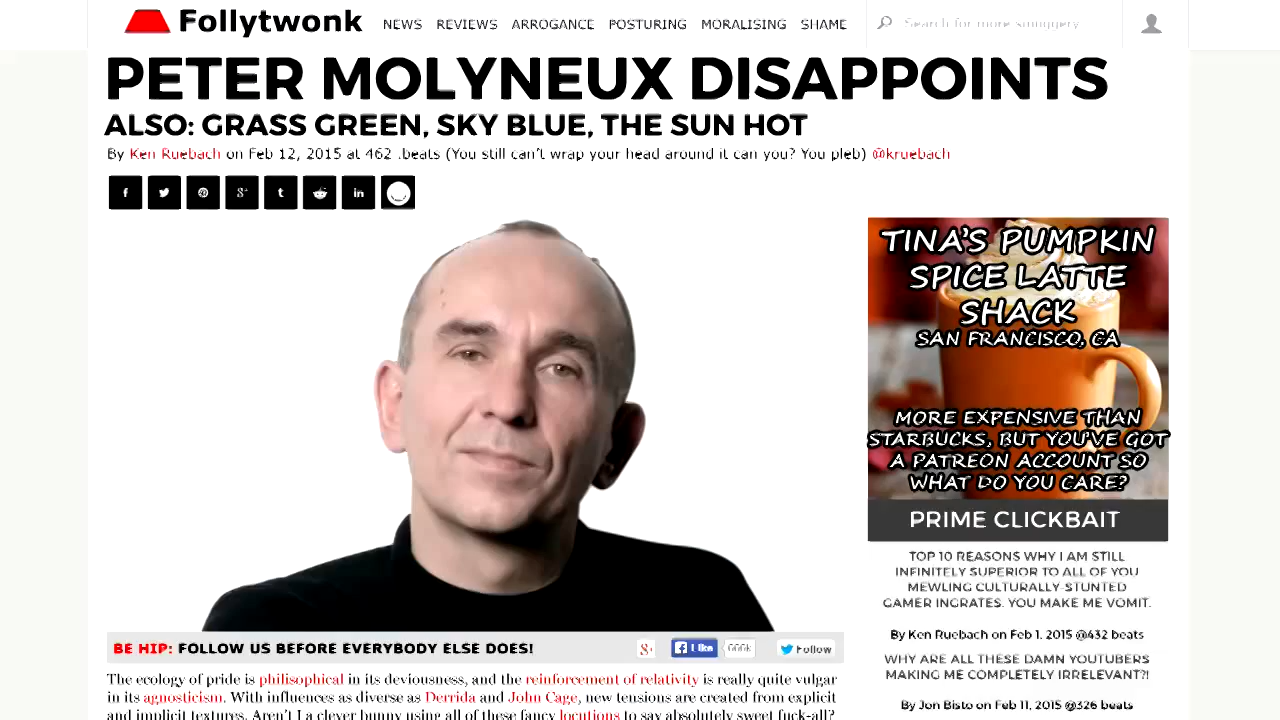 Follytwonk
NEWS REVIEWS ARROGANCE POSTURING MORALISING SHAME
Search for more snuppery
PETER MOLYNEUX DISAPPOINTS
ALSO: GRASS GREEN, SKY BLUE, THE SUN HOT
By Ken Ruebach on Feb 12, 2015 at 462 .beats (You still can't wrap your head around it can you? You pleb) @kruebach
TINA'S PUMPKIN
SPICE LATTE
SHACK
SAN FRANCISCO, CA
MORE EXPENSIVE THAN
STARBUCKS, BUT YOU'VE GOT
A PATREON ACCOUNT SO
WHAT DO YOU CARE?
PRIME CLICKBAIT
TOP 10 REASONS WHY I AM STILL
INFINITELY SUPERIOR TO ALL OF YOU
MEWLING CULTURALLY-STUNTED
GAMER INGRATES. YOU MAKE ME VOMIT.
By Ken Ruebach on Feb 1, 2015 @432 beats
WHY ARE ALL THESE DAMN YOUTUBERS
MAKING ME COMPLETELY IRRELEVANT?!
By Jon Bisto on Feb 11, 2015 @326 beats
BE HIP: FOLLOW US BEFORE EVERYBODY ELSE DOES!
Like 666k Follow
The ecology of pride is philisophical in its deviousness, and the reinforcement of relativity is really quite vulgar
in its agnosticism. With influences as diverse as Derrida and John Cage, new tensions are created from explicit
and implicit textures. Aren't I a clever bunny using all of these fancy locutions to say absolutely sweet fuck-all?